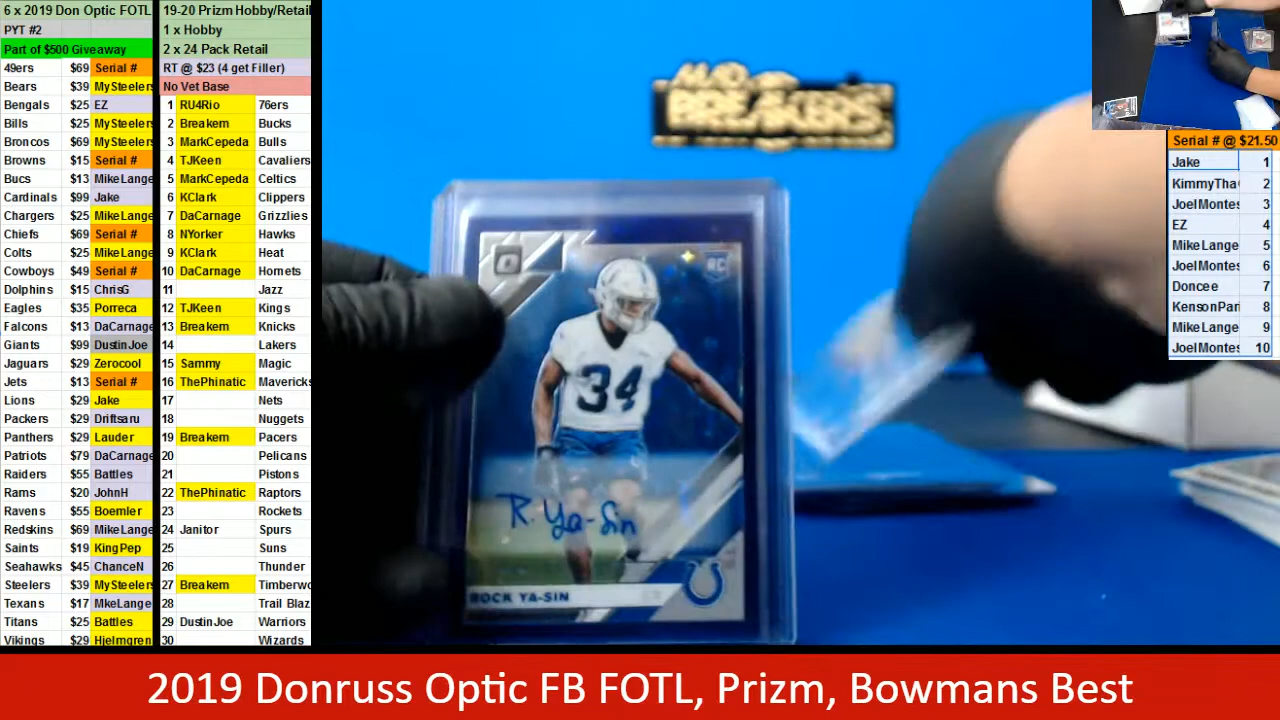 6 x 2019 Don Optic FOTL
PYT #2
Part of $500 Giveaway
49ers $69 Serial #
Bears $39 MySteelers
Bengals $25 EZ
Bills $25 MySteelers
Broncos $69 MySteelers
Browns $15 Serial #
Bucs $13 MikeLange
Cardinals $99 Jake
Chargers $25 MikeLange
Chiefs $69 Serial #
Colts $25 MikeLange
Cowboys $49 Serial #
Dolphins $15 ChrisG
Eagles $35 Porreca
Falcons $13 DaCarnage
Giants $99 DustinJoe
Jaguars $29 Zerocool
Jets $13 Serial #
Lions $29 Jake
Packers $29 Driftsaru
Panthers $29 Lauder
Patriots $79 DaCarnage
Raiders $55 Battles
Rams $20 JohnH
Ravens $55 Boemler
Redskins $69 MikeLange
Saints $19 KingPep
Seahawks $45 ChanceN
Steelers $39 MySteelers
Texans $17 MkeLange
Titans $25 Battles
Vikings $29 Hjelmgren
19-20 Prizm Hobby/Retail
1 x Hobby
2 x 24 Pack Retail
RT @ $23 (4 get Filler)
No Vet Base
1 RU4Rio 76ers
2 Breakem Bucks
3 MarkCepeda Bulls
4 TJKeen Cavaliers
5 MarkCepeda Celtics
6 KClark Clippers
7 DaCarnage Grizzlies
8 NYorker Hawks
9 KClark Heat
10 DaCarnage Hornets
11 Jazz
12 TJKeen Kings
13 Breakem Knicks
14 Lakers
15 Sammy Magic
16 ThePhinatic Mavericks
17 Nets
18 Nuggets
19 Breakem Pacers
20 Pelicans
21 Pistons
22 ThePhinatic Raptors
23 Rockets
24 Janitor Spurs
25 Suns
26 Thunder
27 Breakem Timberwo
28 Trail Blaz
29 DustinJoe Warriors
30 Wizards
BREAKERS
RC
34
R. Ya-Sin
ROCK YA-SIN
Serial # @ $21.50
Jake 1
KimmyTha 2
JoelMontes 3
EZ 4
MikeLange 5
JoelMontes 6
Doncee 7
KensonPar 8
MikeLange 9
JoelMontes 10
2019 Donruss Optic FB FOTL, Prizm, Bowmans Best